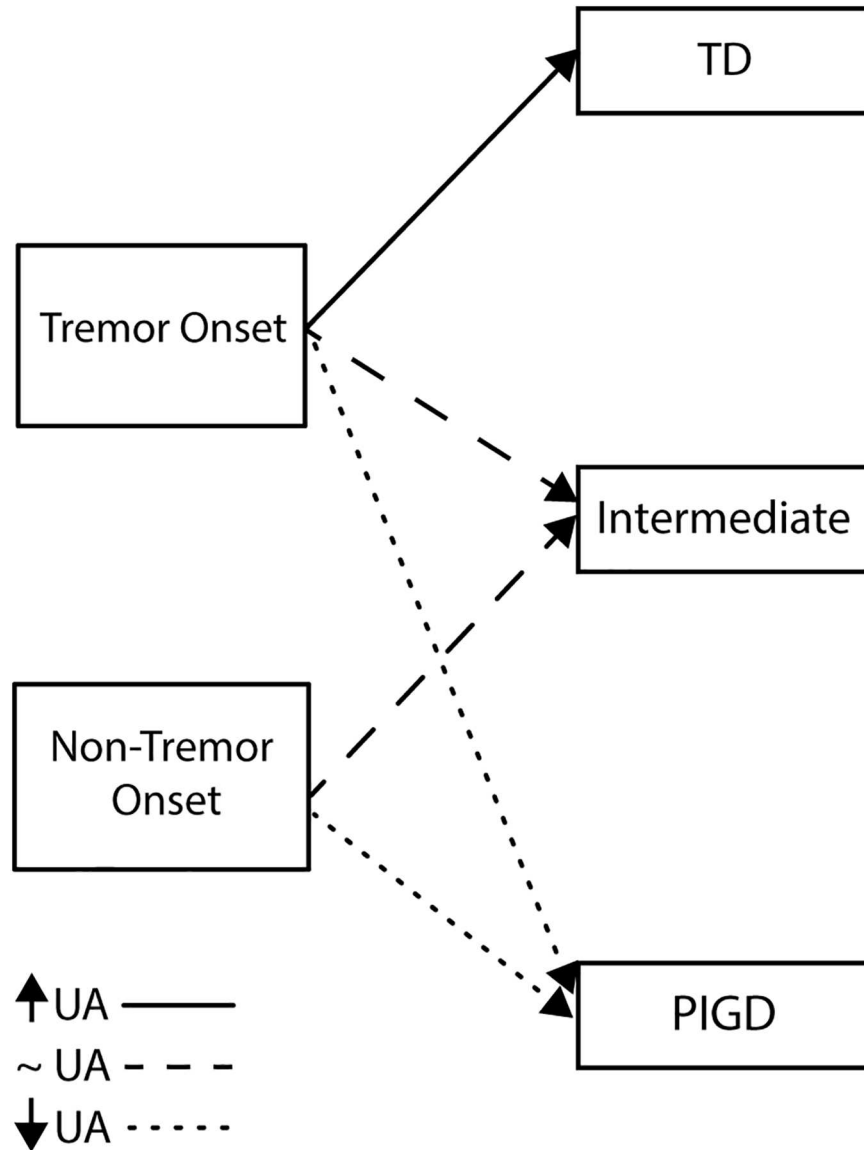 TD
Tremor Onset
Intermediate
Non-Tremor
Onset
PIGD
↑ UA
~ UA
↓ UA